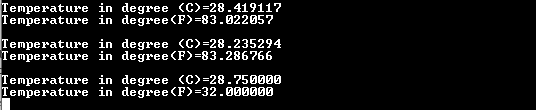 Temperature in degree (C)=28.419117
Temperature in degree(F)=83.022057
Temperature in degree (C)=28.235294
Temperature in degree(F)=83.286766
Temperature in degree (C)=28.750000
Temperature in degree(F)=32.000000